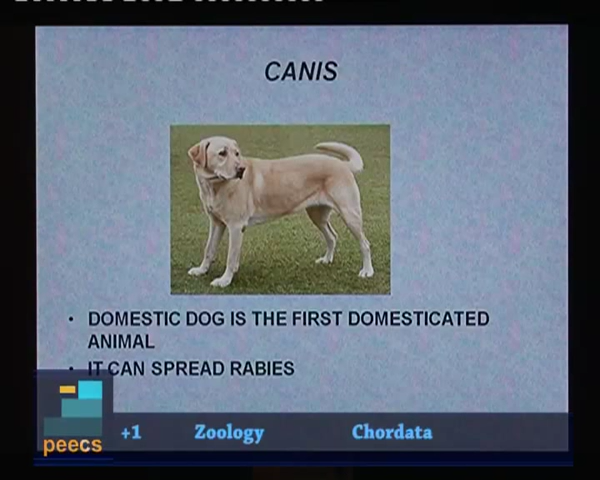 CANIS
• DOMESTIC DOG IS THE FIRST DOMESTICATED
ANIMAL
• IT CAN SPREAD RABIES
peecs
+1 Zoology Chordata